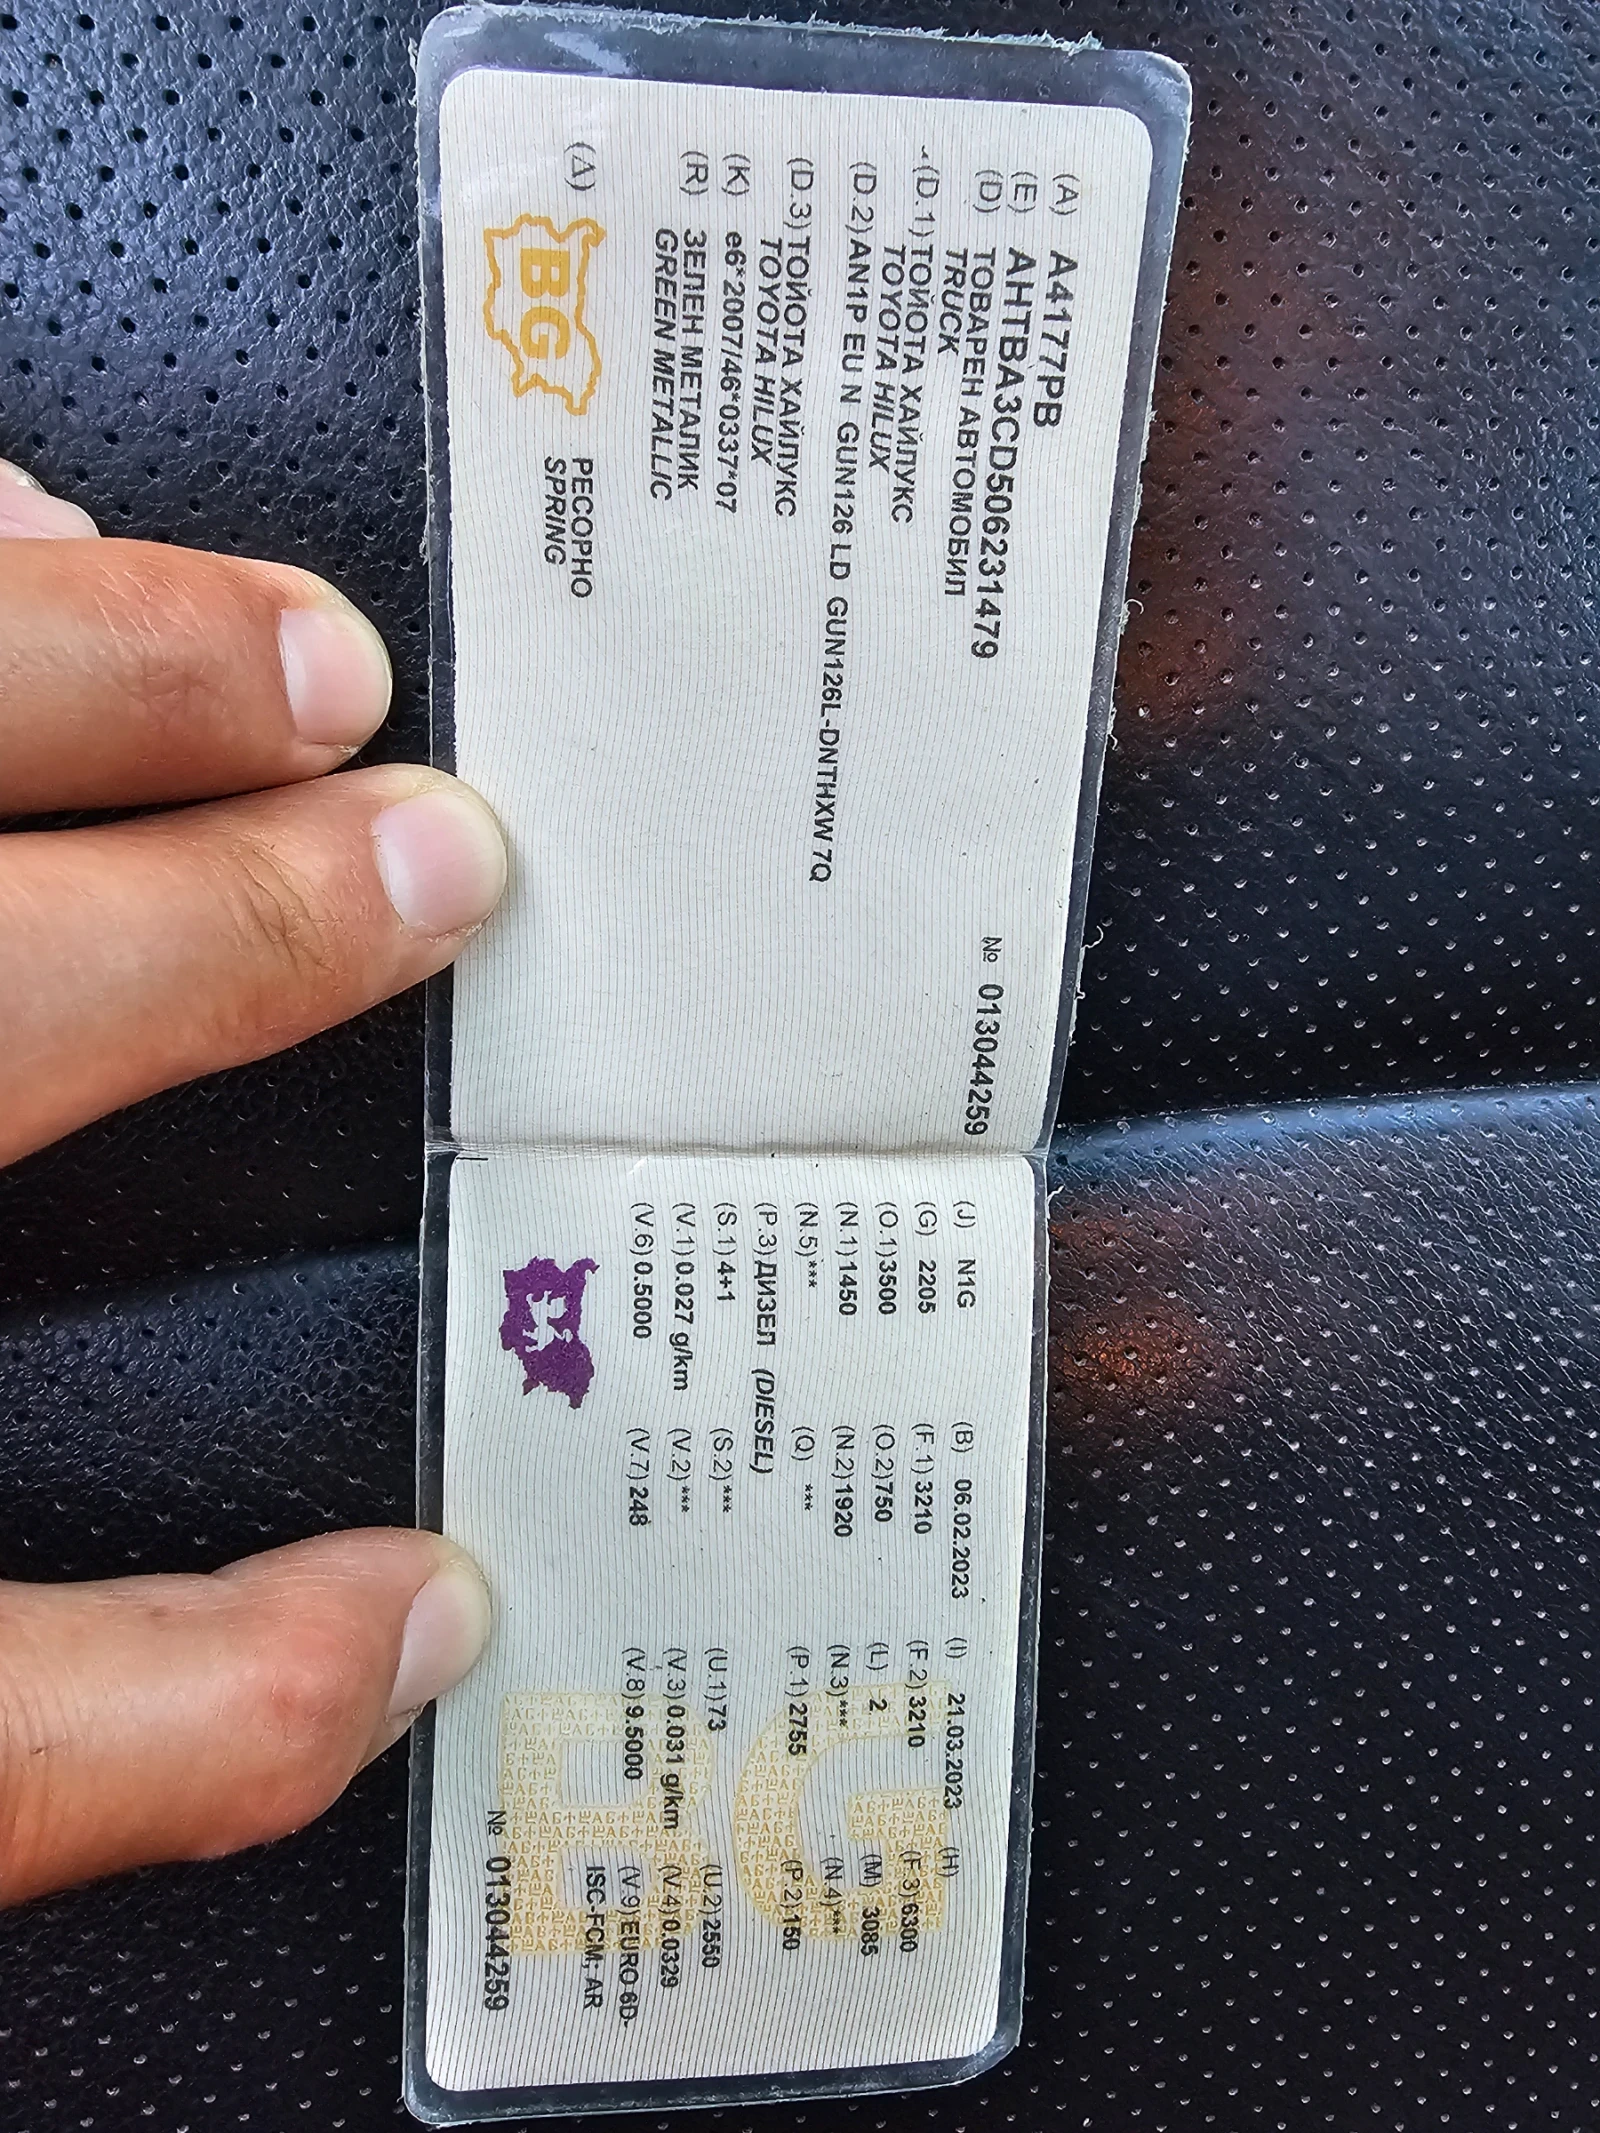 (A) A4177PB
(E) AHTBA3CD506231479
(D) ТОВАРЕН АВТОМОБИЛ
TRUCK
№ 013044259
(D.1) ТОЙОТА ХАЙЛУКС
TOYOTA HILUX
(D.2) AN1P EU N GUN126 LD GUN126L-DNTHXW 7Q
(D.3) ТОЙОТА ХАЙЛУКС
TOYOTA HILUX
(K) e6*2007/46*0337*07
(R) ЗЕЛЕН МЕТАЛИК
GREEN METALLIC
(Δ) BG РЕСОРНО
SPRING
(J) N1G (B) 06.02.2023 (I) 21.03.2023 (H)
(G) 2205 (F.1) 3210 (F.2) 3210 (F.3) 6300
(O.1) 3500 (O.2) 750 (L) 2 (M) 3085
(N.1) 1450 (N.2) 1920 (N.3) *** (N.4) ***
(N.5) *** (Q) *** (P.1) 2755 (P.2) 150
(P.3) ДИЗЕЛ (DIESEL)
(S.1) 4+1 (S.2) *** (U.1) 73 (U.2) 2550
(V.1) 0.027 g/km (V.2) *** (V.3) 0.031 g/km (V.4) 0.0329
(V.6) 0.5000 (V.7) 248 (V.8) 9.5000 (V.9) EURO 6D-
ISC-FCM; AR
№ 013044259
BG